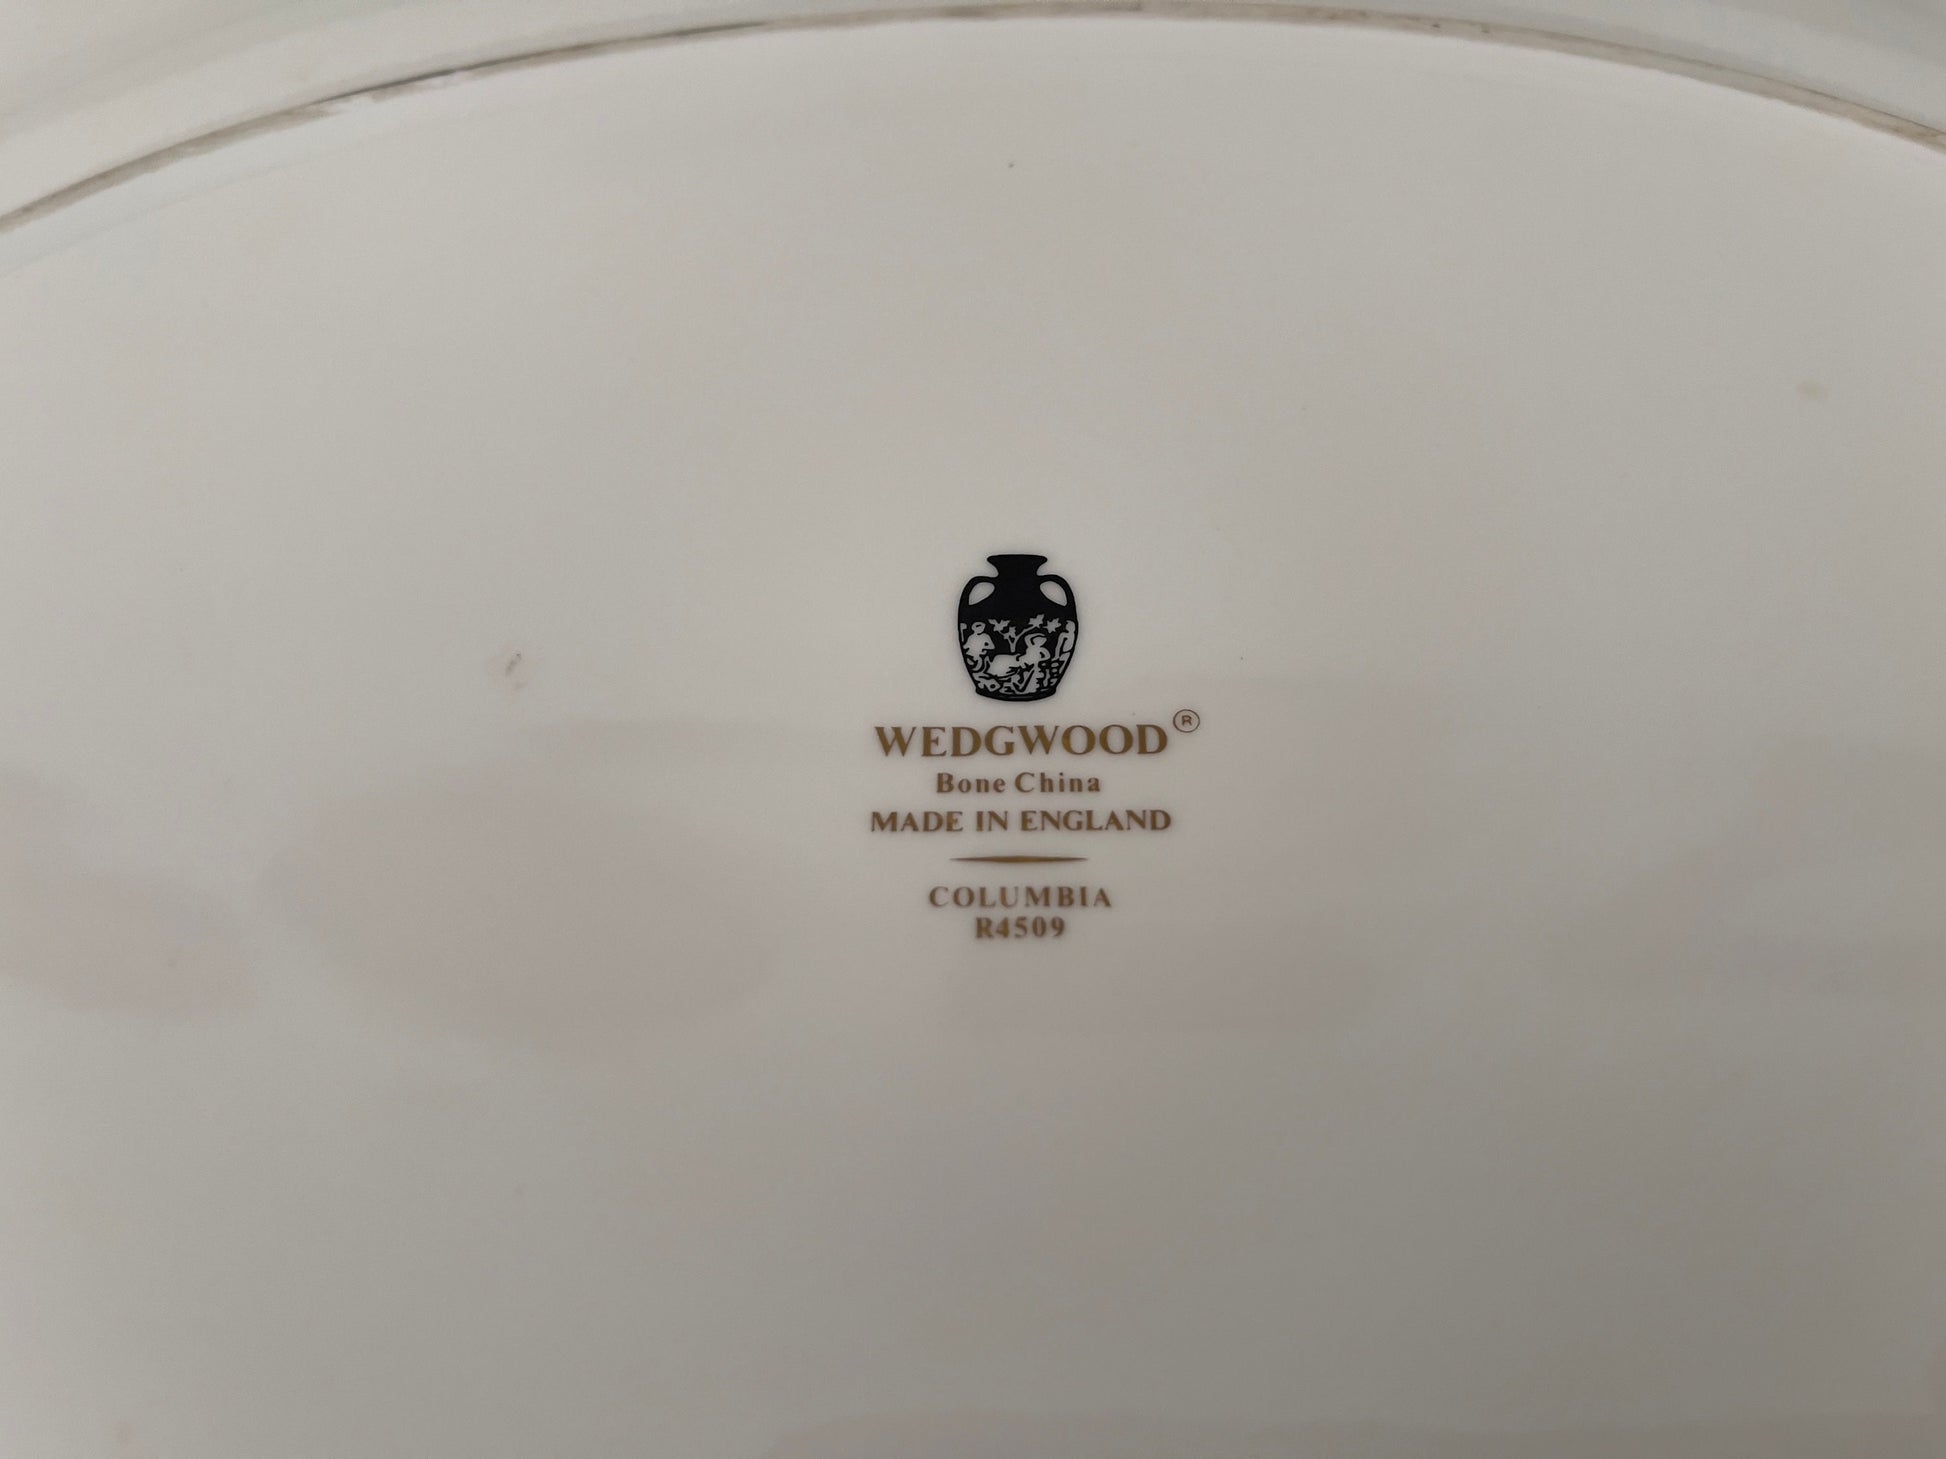 WEDGWOOD®
Bone China
MADE IN ENGLAND
COLUMBIA
R4509